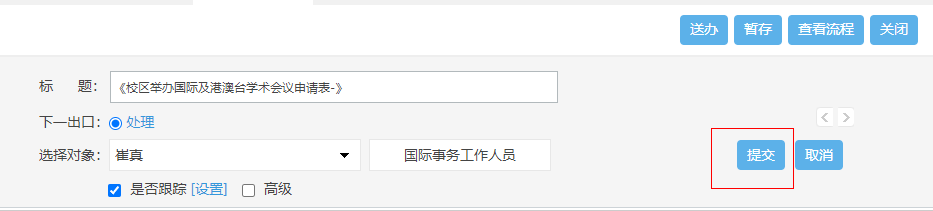 送办 暂存 查看流程 关闭
标 题: 《校区举办国际及港澳台学术会议申请表-》
下一出口: 处理
选择对象: 崔真 国际事务工作人员 提交 取消
是否跟踪 [设置] 高级